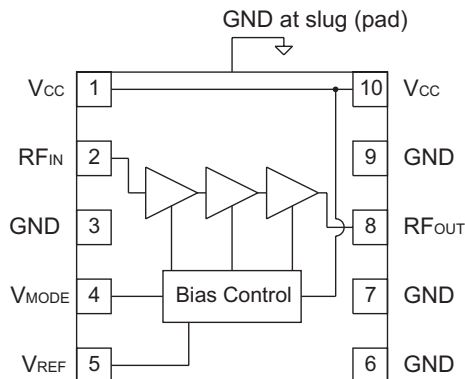 GND at slug (pad)
VCC 1 10 VCC
RFIN 2 9 GND
GND 3 8 RFOUT
VMODE 4 Bias Control 7 GND
VREF 5 6 GND